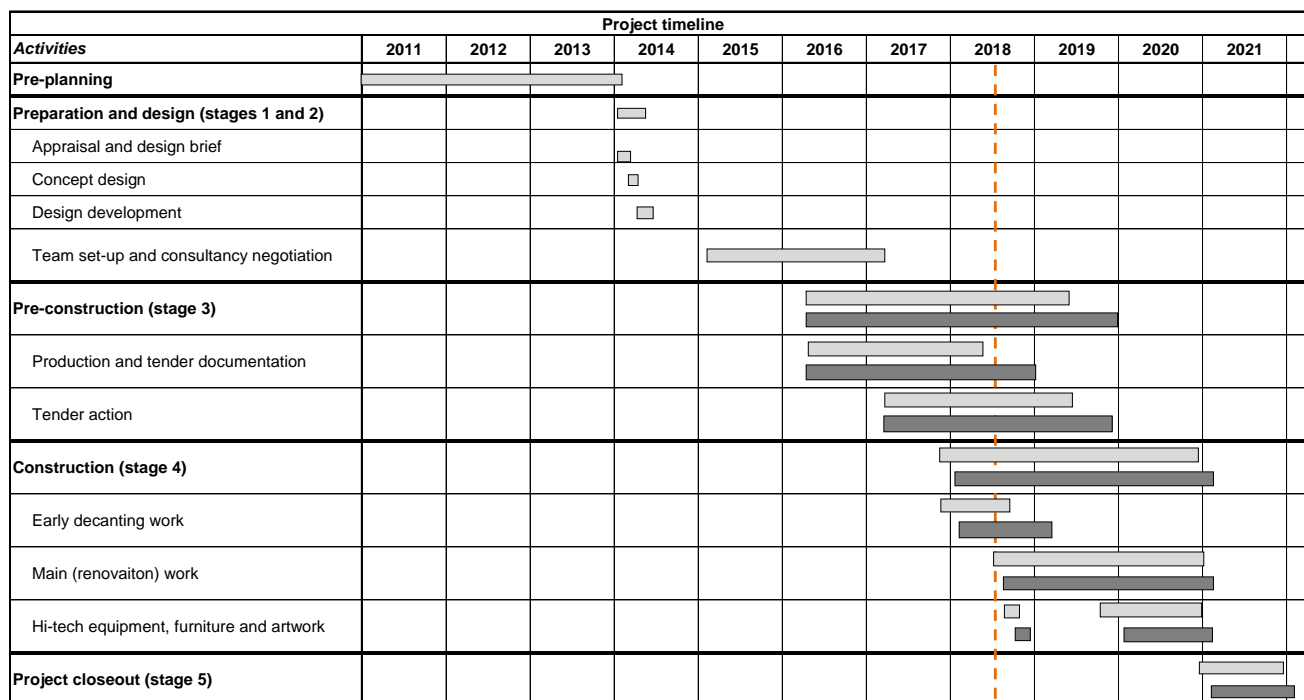 Project timeline
Activities 2011 2012 2013 2014 2015 2016 2017 2018 2019 2020 2021
Pre-planning
Preparation and design (stages 1 and 2)
Appraisal and design brief
Concept design
Design development
Team set-up and consultancy negotiation
Pre-construction (stage 3)
Production and tender documentation
Tender action
Construction (stage 4)
Early decanting work
Main (renovaiton) work
Hi-tech equipment, furniture and artwork
Project closeout (stage 5)